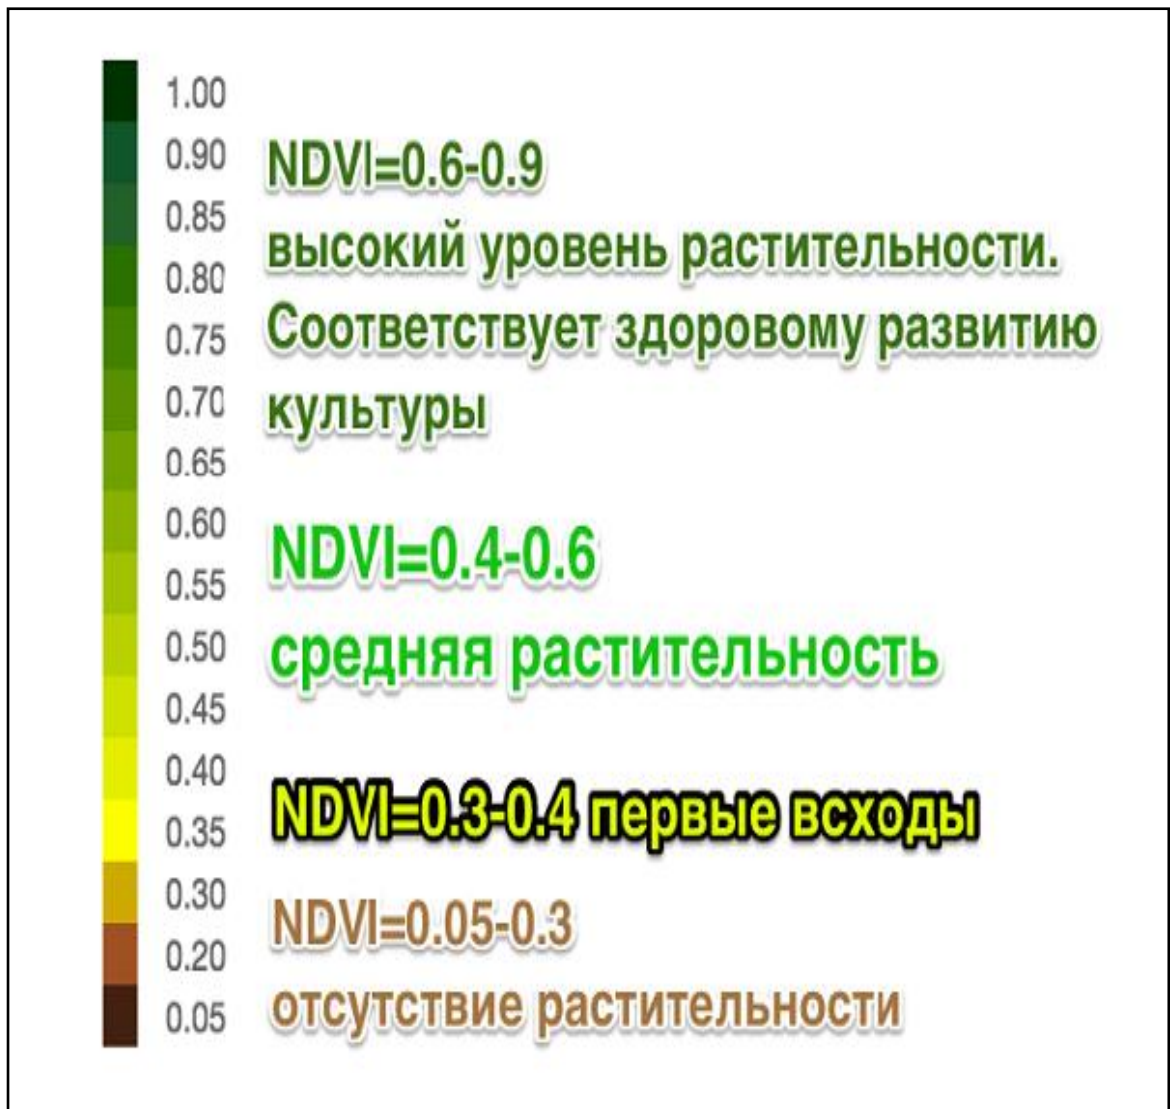 1.00
0.90
NDVI=0.6-0.9
0.85
высокий уровень растительности.
0.80
0.75
Соответствует здоровому развитию
0.70
культуры
0.65
0.60
NDVI=0.4-0.6
0.55
0.50
средняя растительность
0.45
0.40
NDVI=0.3-0.4 первые всходы
0.35
0.30
NDVI=0.05-0.3
0.20
отсутствие растительности
0.05